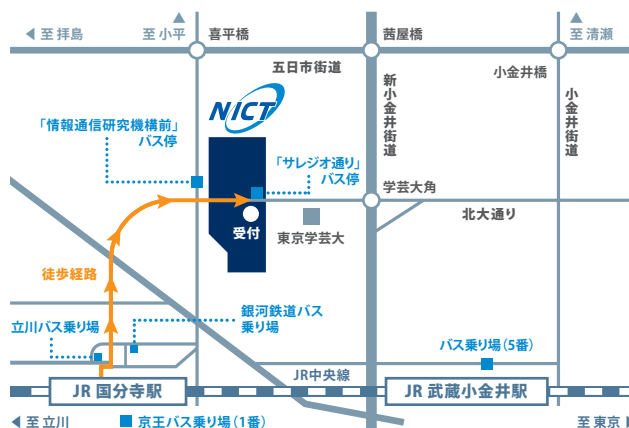 ◀ 至 拝島
至 小平
喜平橋
茜屋橋
至 清瀬
五日市街道
小金井橋
NICT
新小金井街道
小金井街道
「情報通信研究機構前」
バス停
「サレジオ通り」
バス停
学芸大角
北大通り
受付
東京学芸大
徒歩経路
銀河鉄道バス
乗り場
立川バス乗り場
バス乗り場（5番）
JR中央線
JR 国分寺駅
JR 武蔵小金井駅
◀ 至 立川
京王バス乗り場（1番）
至 東京 ▶